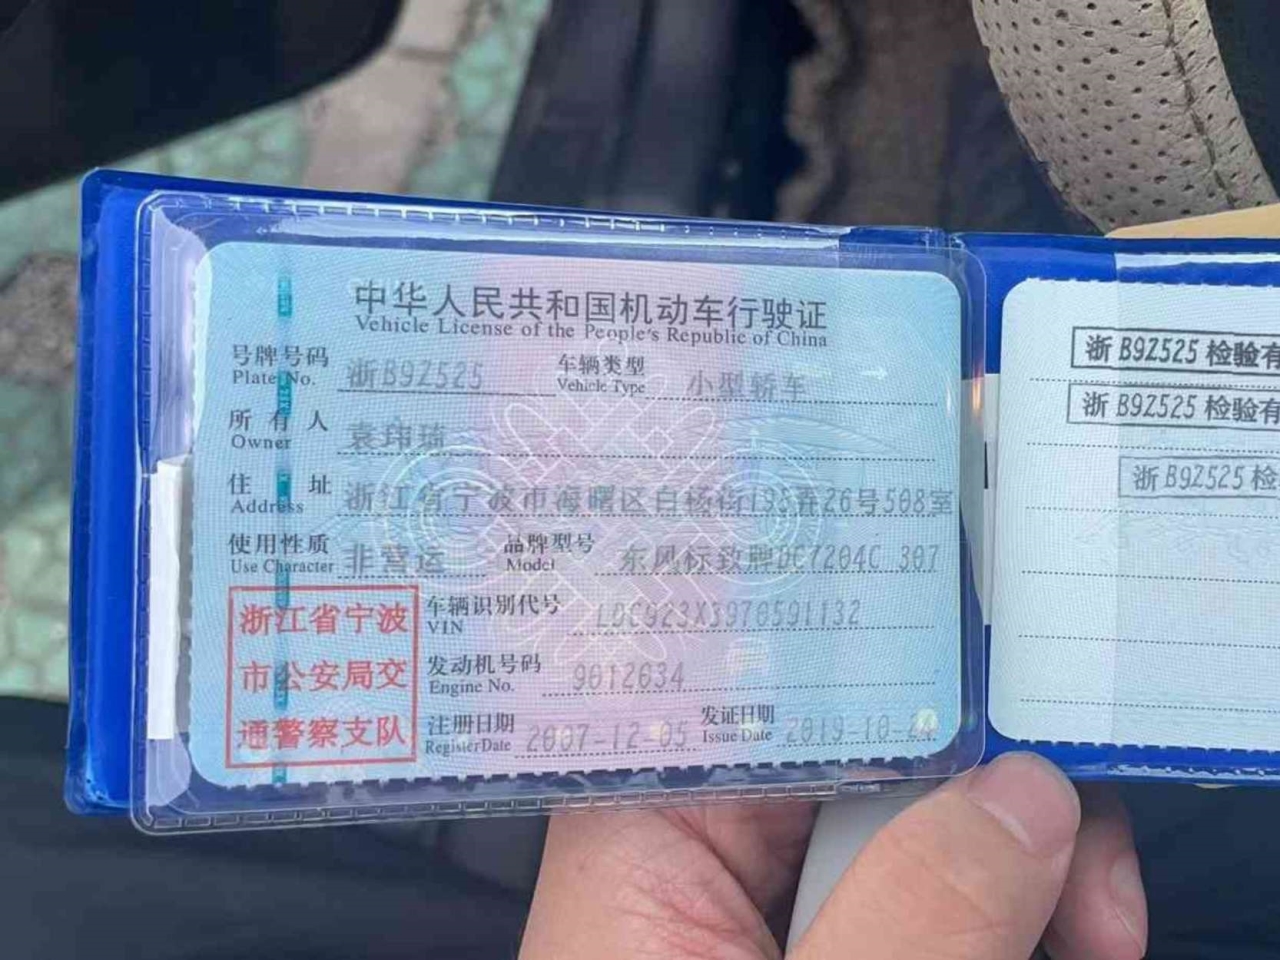 中华人民共和国机动车行驶证
Vehicle License of the People's Republic of China
号牌号码 浙B9Z525 车辆类型 小型轿车
Plate No. Vehicle Type
所有人 袁玮瑞
Owner
住址 浙江省宁波市海曙区白杨街195弄26号508室
Address
使用性质 非营运 品牌型号 东风标致牌DC7204C 307
Use Character Model
浙江省宁波
市公安局交
通警察支队
车辆识别代号 LDC923X3970591132
VIN
发动机号码 9012634
Engine No.
注册日期 2007-12-05 发证日期 2019-10-24
Register Date Issue Date
浙B9Z525 检验有
浙B9Z525 检验有
浙B9Z525 检